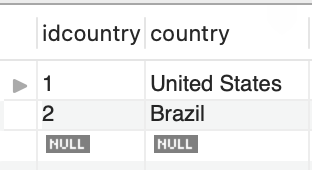 idcountry country
1 United States
2 Brazil
NULL NULL